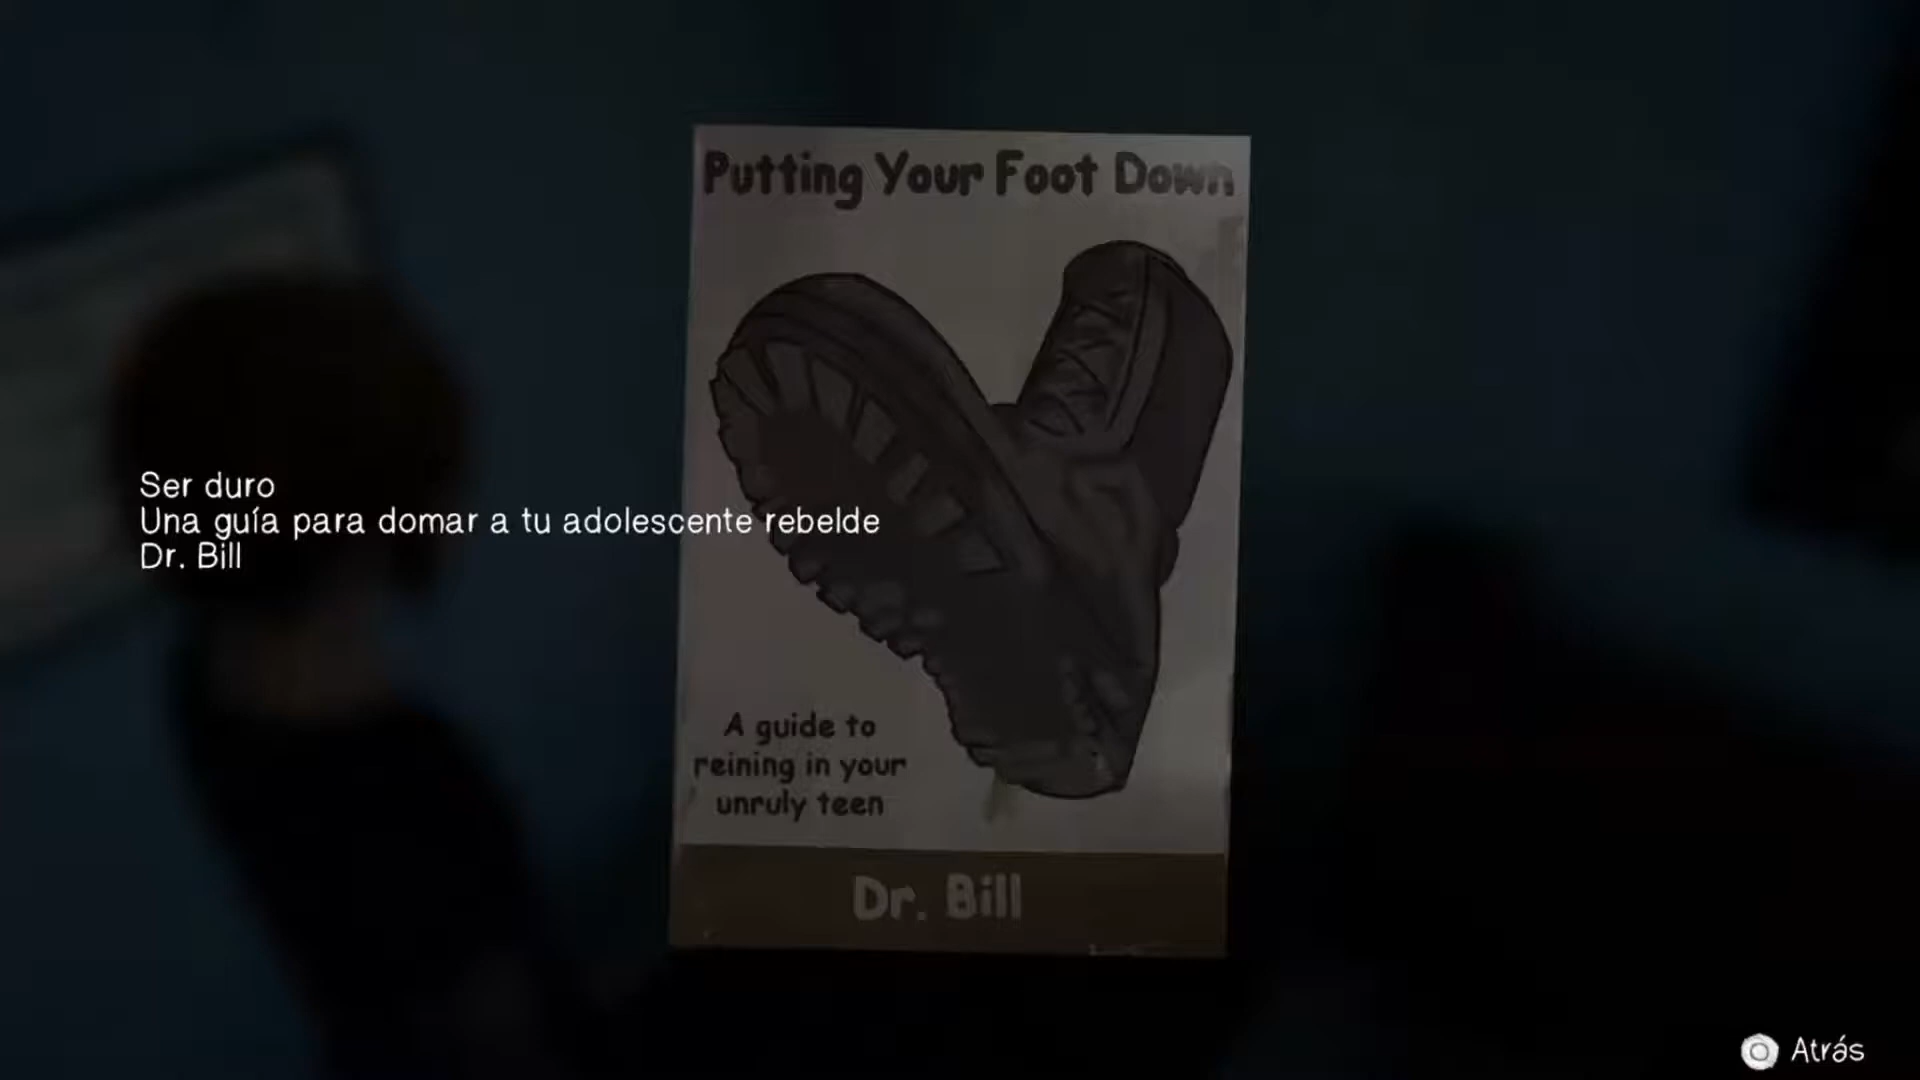 Putting Your Foot Down
Ser duro
Una guía para domar a tu adolescente rebelde
Dr. Bill
A guide to
reining in your
unruly teen
Dr. Bill
Atrás